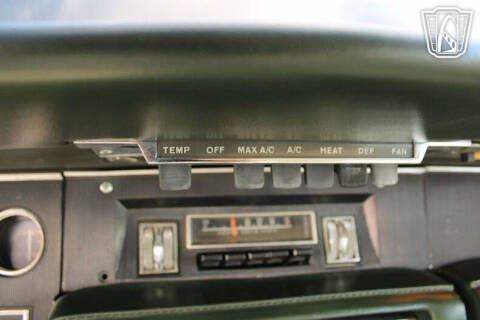 TEMP OFF MAX A/C A/C HEAT DEF FAN